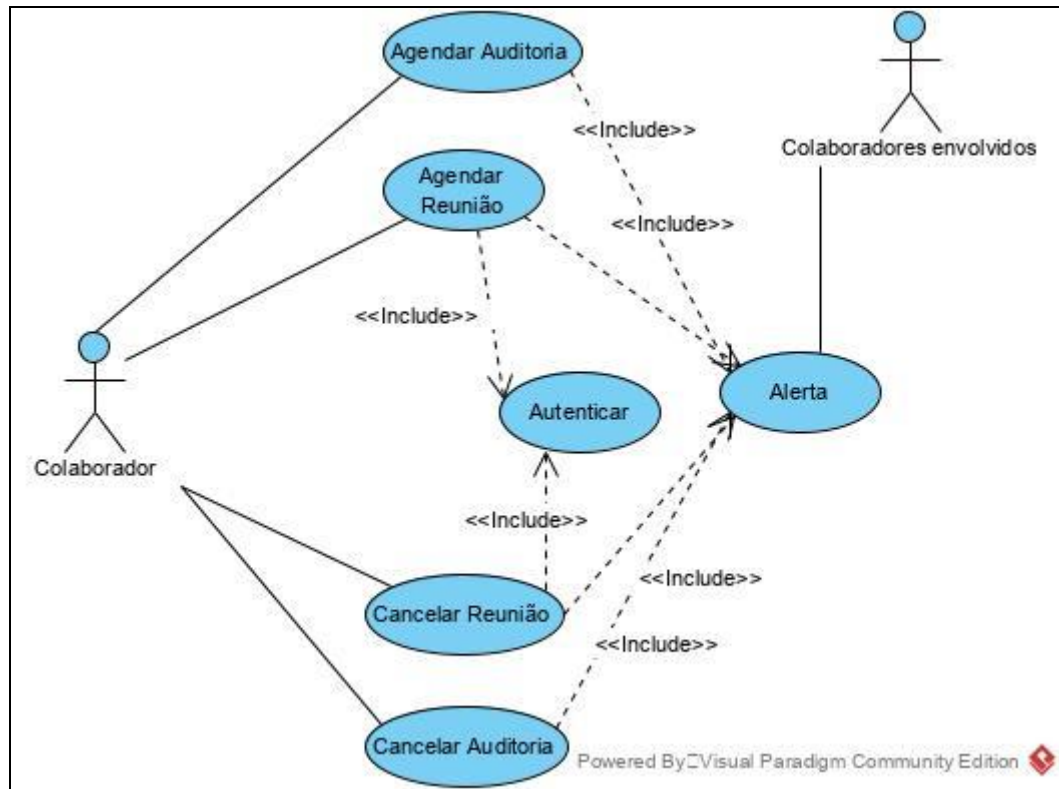 Agendar Auditoria
<<Include>>
Colaboradores envolvidos
Agendar
Reunião
<<Include>>
<<Include>>
Autenticar
Alerta
Colaborador
<<Include>>
<<Include>>
Cancelar Reunião
<<Include>>
Cancelar Auditoria
Powered By Visual Paradigm Community Edition